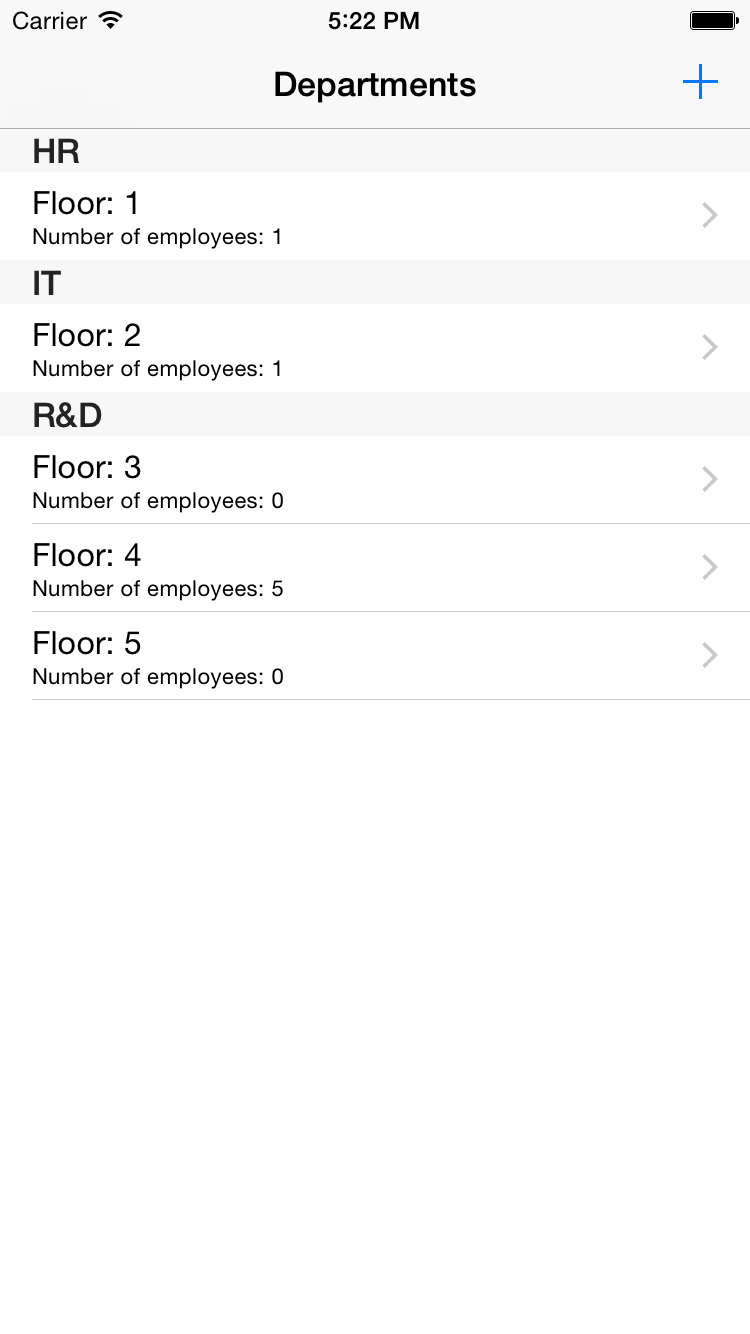 Carrier 5:22 PM
Departments
HR
Floor: 1
Number of employees: 1
IT
Floor: 2
Number of employees: 1
R&D
Floor: 3
Number of employees: 0
Floor: 4
Number of employees: 5
Floor: 5
Number of employees: 0